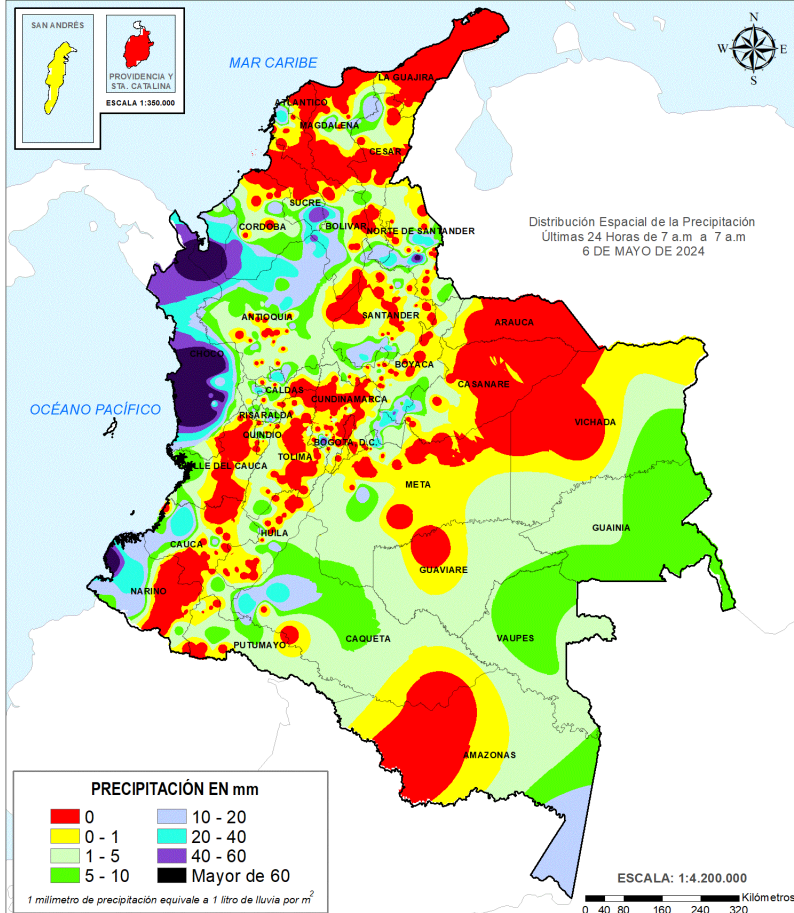 SAN ANDRÉS
PROVIDENCIA Y
STA. CATALINA
ESCALA 1:350.000
MAR CARIBE
N
W
E
S
LA GUAJIRA
ATLANTICO
MAGDALENA
CESAR
SUCRE
CORDOBA
BOLIVAR
NORTE DE SANTANDER
Distribución Espacial de la Precipitación
Últimas 24 Horas de 7 a.m a 7 a.m
6 DE MAYO DE 2024
ANTIOQUIA
SANTANDER
ARAUCA
CHOCO
BOYACA
CASANARE
CALDAS
CUNDINAMARCA
OCÉANO PACÍFICO
RISARALDA
VICHADA
QUINDIO
BOGOTA, D.C.
TOLIMA
VALLE DEL CAUCA
META
GUAINIA
HUILA
CAUCA
GUAVIARE
NARIÑO
CAQUETA
VAUPES
PUTUMAYO
AMAZONAS
PRECIPITACIÓN EN mm
0
0 - 1
1 - 5
5 - 10
10 - 20
20 - 40
40 - 60
Mayor de 60
1 milímetro de precipitación equivale a 1 litro de lluvia por m²
ESCALA: 1:4.200.000
Kilómetros
0 40 80 160 240 320